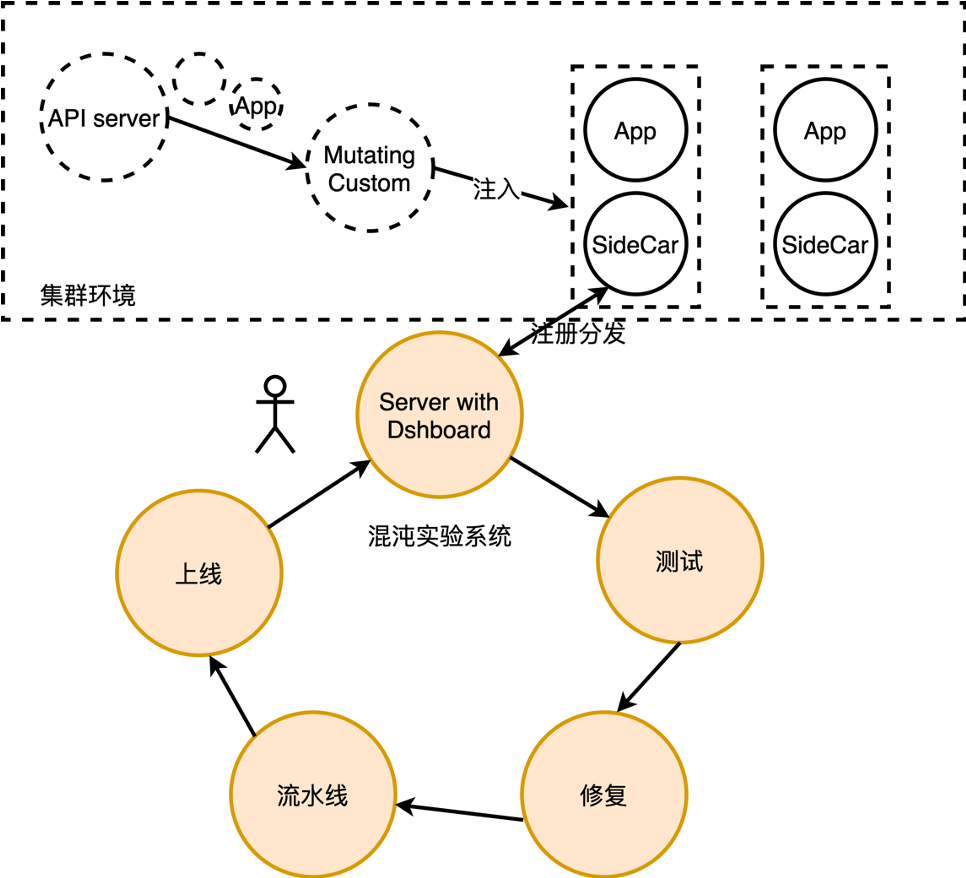 API server
App
Mutating
Custom
注入
App
SideCar
App
SideCar
集群环境
注册分发
Server with
Dshboard
混沌实验系统
上线
测试
流水线
修复